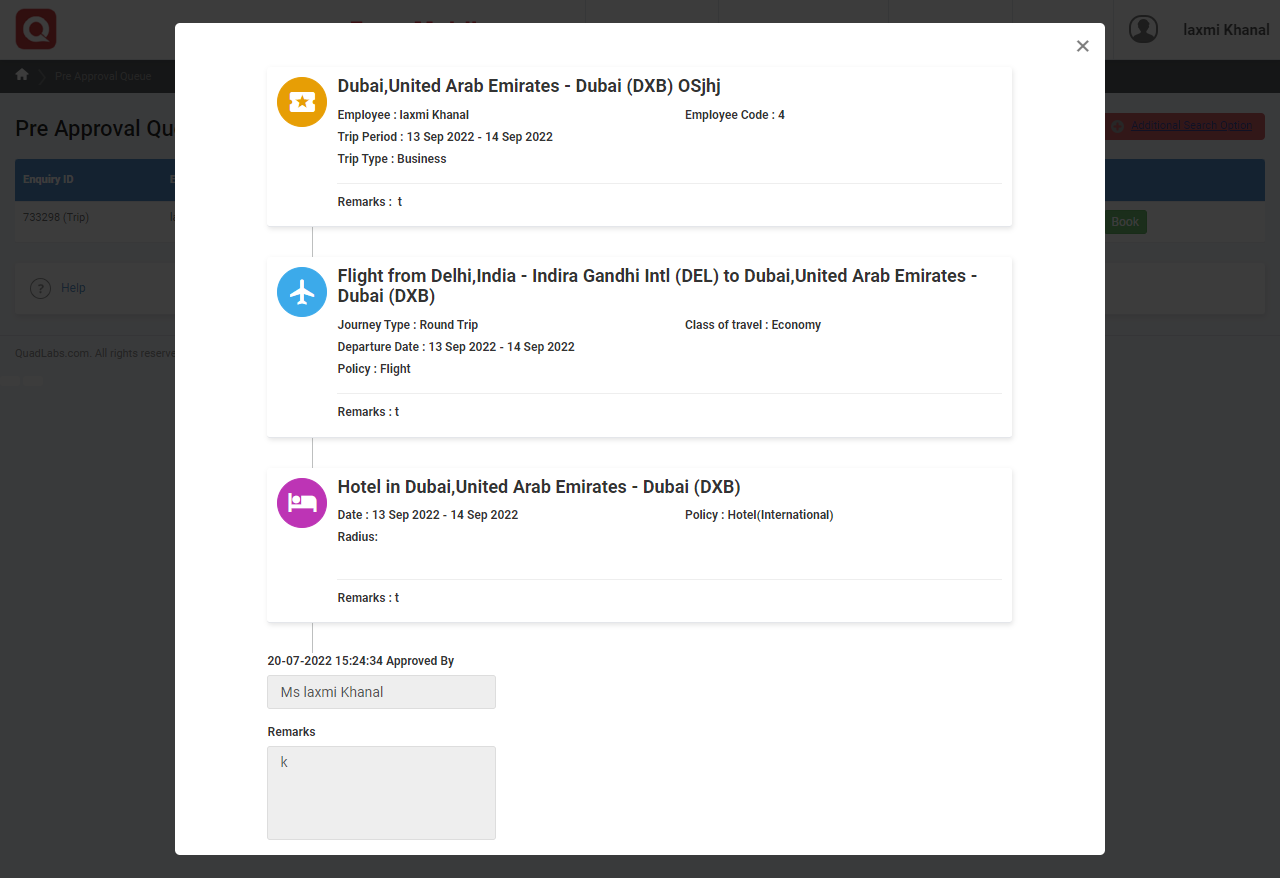 laxmi Khanal
Pre Approval Queue
×
Pre Approval Qu
Additional Search Option
Enquiry ID
733298 (Trip)
Book
Help
QuadLabs.com. All rights reserve
Dubai,United Arab Emirates - Dubai (DXB) OSjhj
Employee : laxmi Khanal
Employee Code : 4
Trip Period : 13 Sep 2022 - 14 Sep 2022
Trip Type : Business
Remarks : t
Flight from Delhi,India - Indira Gandhi Intl (DEL) to Dubai,United Arab Emirates -
Dubai (DXB)
Journey Type : Round Trip
Class of travel : Economy
Departure Date : 13 Sep 2022 - 14 Sep 2022
Policy : Flight
Remarks : t
Hotel in Dubai,United Arab Emirates - Dubai (DXB)
Date : 13 Sep 2022 - 14 Sep 2022
Policy : Hotel(International)
Radius:
Remarks : t
20-07-2022 15:24:34 Approved By
Ms laxmi Khanal
Remarks
k